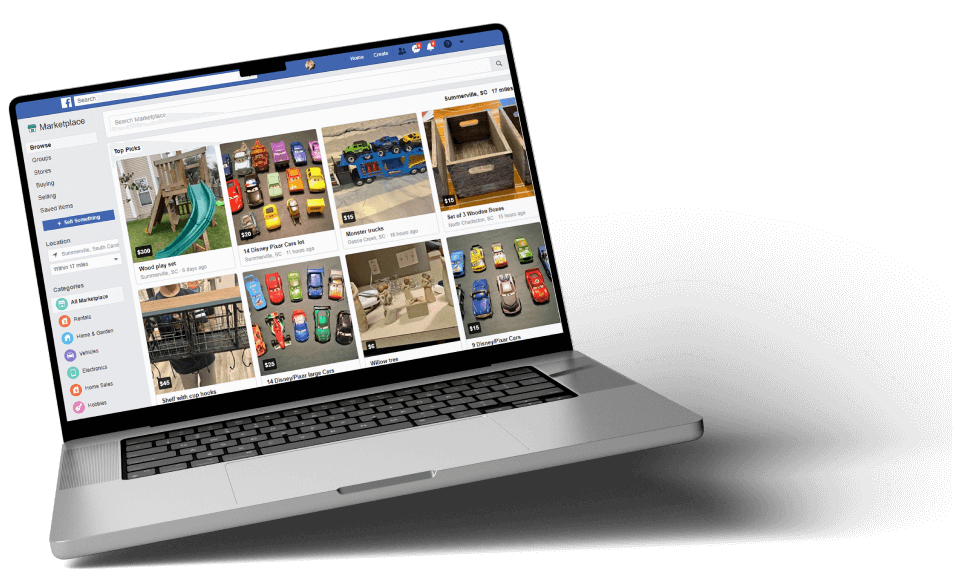 f
Search
Home
Create
Marketplace
Search Marketplace
Summerville, SC · 17 miles
Browse
Groups
Stores
Buying
Selling
Saved Items
+ Sell Something
Location
Summerville, South Caroli
Within 17 miles
Categories
All Marketplace
Rentals
Home & Garden
Vehicles
Electronics
Home Sales
Hobbies
Top Picks
$300
Wood play set
Summerville, SC · 6 days ago
$20
14 Disney Pixar Cars lot
Summerville, SC · 11 hours ago
$15
Monster trucks
Goose Creek, SC · 16 hours ago
$15
Set of 3 Wooden Boxes
North Charleston, SC · 15 hours ago
$45
Shelf with cup hooks
$25
14 Disney/Pixar large Cars
Willow tree
$15
9 Disney/Pixar Cars